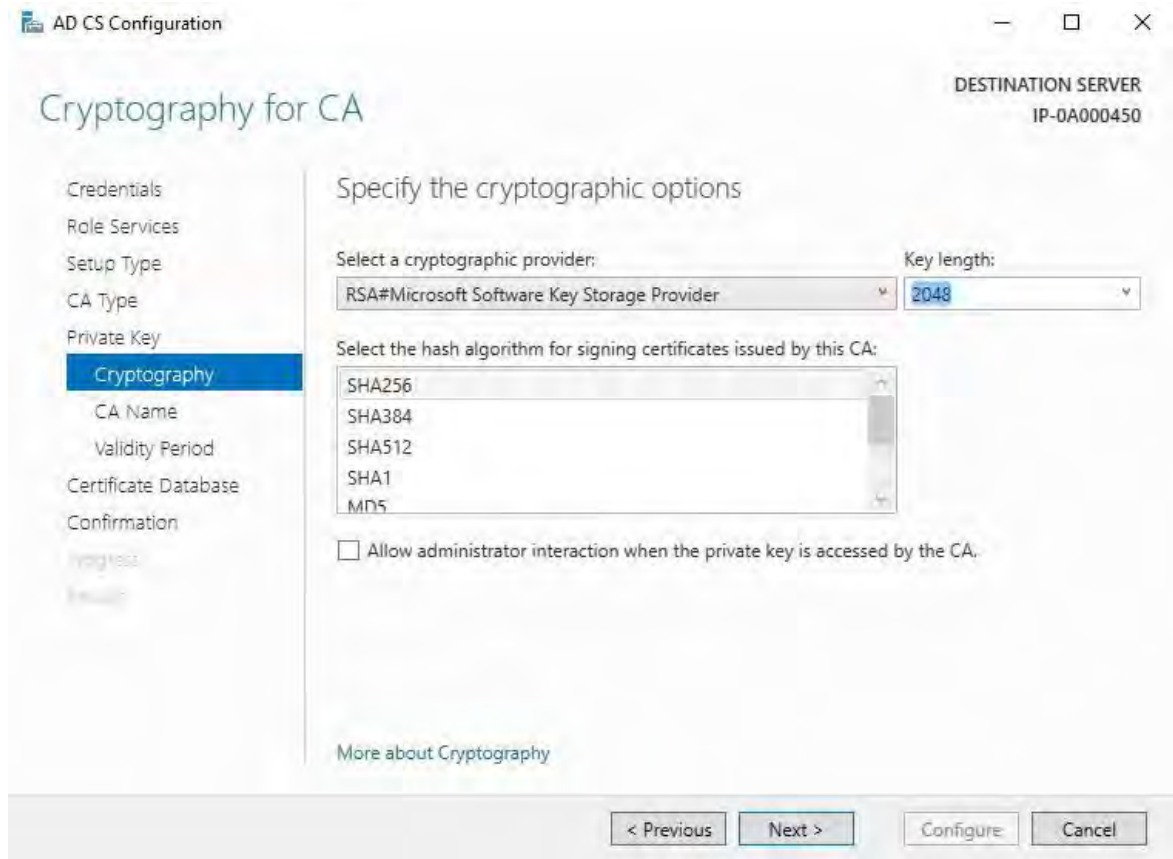 AD CS Configuration
DESTINATION SERVER
IP-0A000450
Cryptography for CA
Credentials
Role Services
Setup Type
CA Type
Private Key
Cryptography
CA Name
Validity Period
Certificate Database
Confirmation
Progress
Results
Specify the cryptographic options
Select a cryptographic provider:
Key length:
RSA#Microsoft Software Key Storage Provider
2048
Select the hash algorithm for signing certificates issued by this CA:
SHA256
SHA384
SHA512
SHA1
MD5
Allow administrator interaction when the private key is accessed by the CA.
More about Cryptography
< Previous
Next >
Configure
Cancel